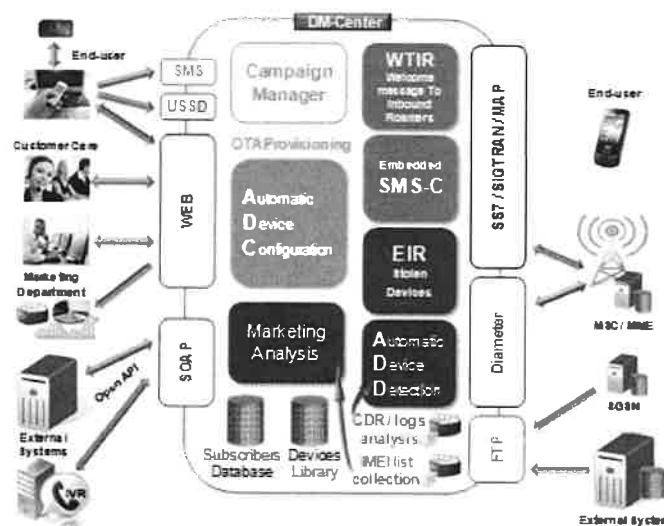 DM-Center
End-user
SMS
USSD
Customer Care
WEB
Marketing
Department
SOAP
Open API
External
Systems
IVR
Campaign
Manager
OTA Provisioning
Automatic
Device
Configuration
Marketing
Analysis
Subscribers
Database
Devices
Library
WTIR
Welcome
message To
Inbound
Roamers
Embedded
SMS-C
EIR
Stolen
Devices
Automatic
Device
Detection
CDR/logs
analysis
IMEI list
collection
SS7/SIGTRAN/MAP
Diameter
FTP
End-user
MSC/MME
SGSN
External System